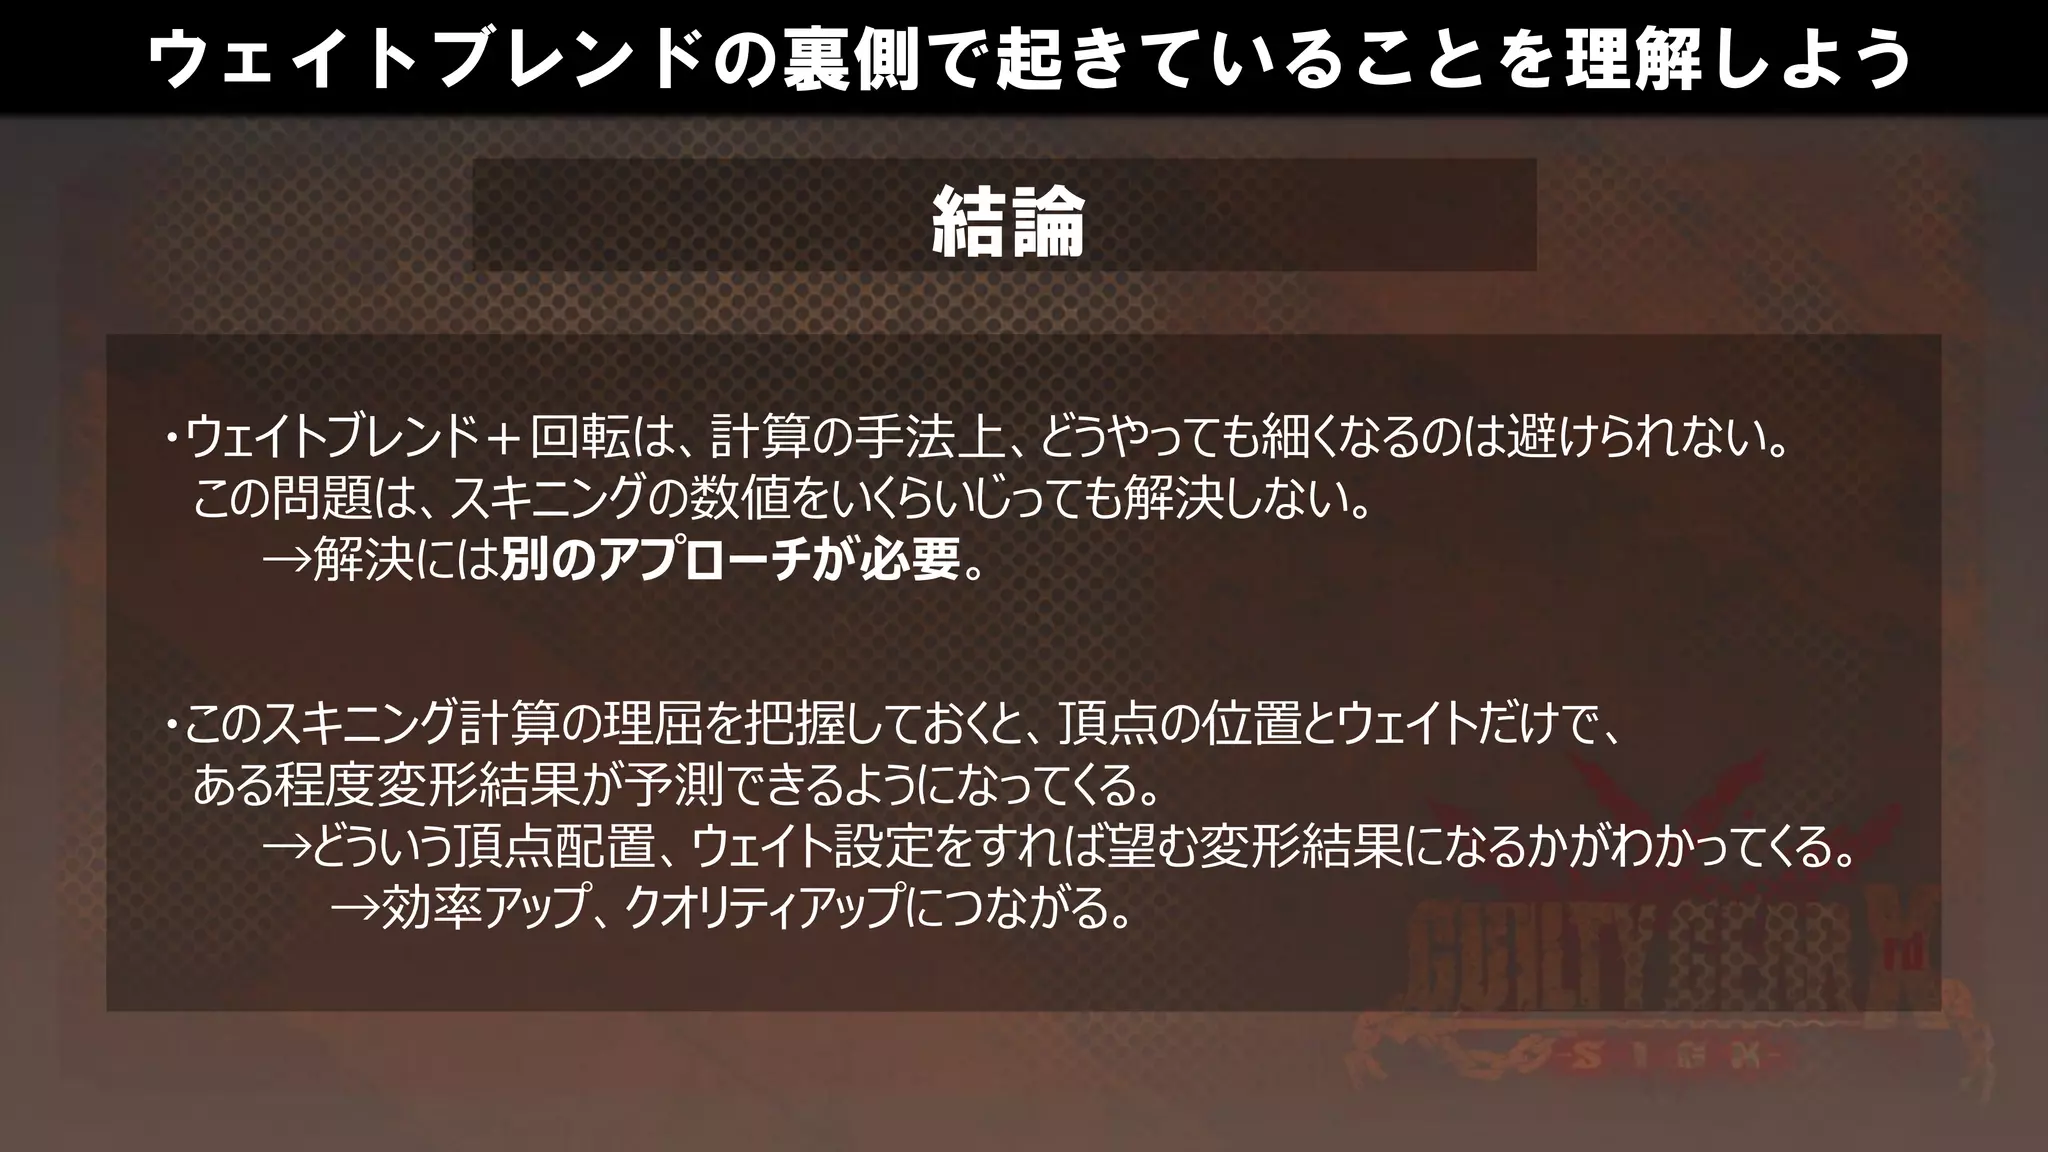 ウェイトブレンドの裏側で起きていることを理解しよう
結論
・ウェイトブレンド＋回転は、計算の手法上、どうやっても細くなるのは避けられない。
この問題は、スキニングの数値をいくらいじっても解決しない。
→解決には別のアプローチが必要。
・このスキニング計算の理屈を把握しておくと、頂点の位置とウェイトだけで、
ある程度変形結果が予測できるようになってくる。
→どういう頂点配置、ウェイト設定をすれば望む変形結果になるかがわかってくる。
→効率アップ、クオリティアップにつながる。
GUILTY GEAR Xrd
-SIGN-